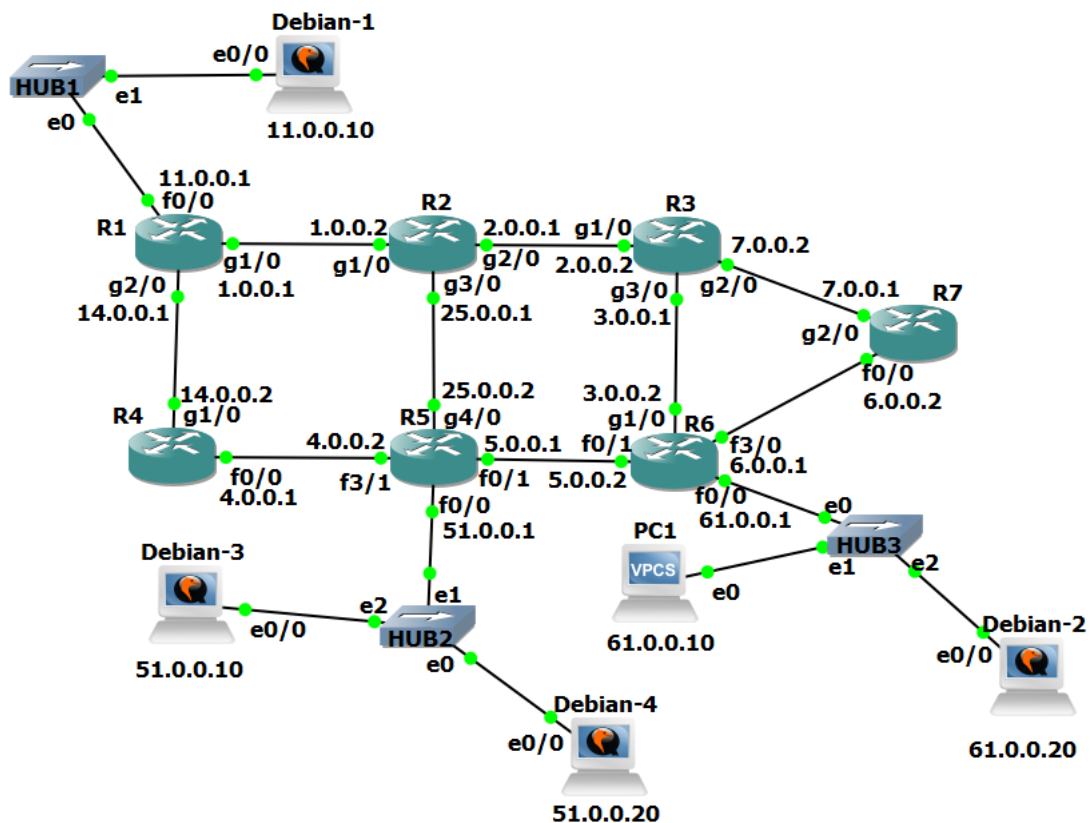 Debian-1
e0/0
HUB1
e1
e0
11.0.0.10
11.0.0.1
f0/0
R1
R2
R3
1.0.0.2
2.0.0.1
g1/0
7.0.0.2
g1/0
g1/0
g2/0
2.0.0.2
g2/0
1.0.0.1
g2/0
14.0.0.1
g3/0
25.0.0.1
g3/0
3.0.0.1
7.0.0.1
R7
g2/0
f0/0
6.0.0.2
14.0.0.2
g1/0
R4
25.0.0.2
g4/0
R5
3.0.0.2
g1/0
R6
4.0.0.2
5.0.0.1
f0/1
f3/0
6.0.0.1
f0/0
4.0.0.1
f3/1
f0/1
5.0.0.2
f0/0
61.0.0.1
f0/0
51.0.0.1
e0
HUB3
e1
e2
PC1
VPCS
e0
61.0.0.10
Debian-3
e0/0
e2
e1
HUB2
e0
51.0.0.10
Debian-2
e0/0
61.0.0.20
Debian-4
e0/0
51.0.0.20